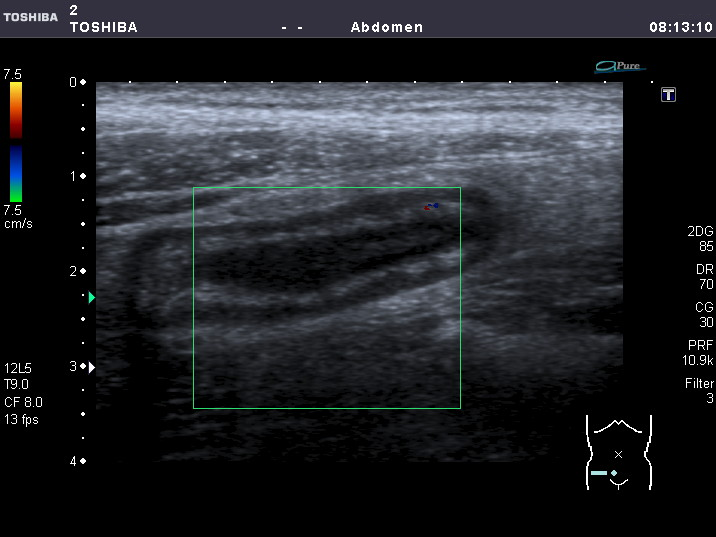 TOSHIBA
2
TOSHIBA - - Abdomen 08:13:10
Pure
T
7.5
7.5
cm/s
0
1
2
3
4
12L5
T9.0
CF 8.0
13 fps
2DG
85
DR
70
CG
30
PRF
10.9k
Filter
3